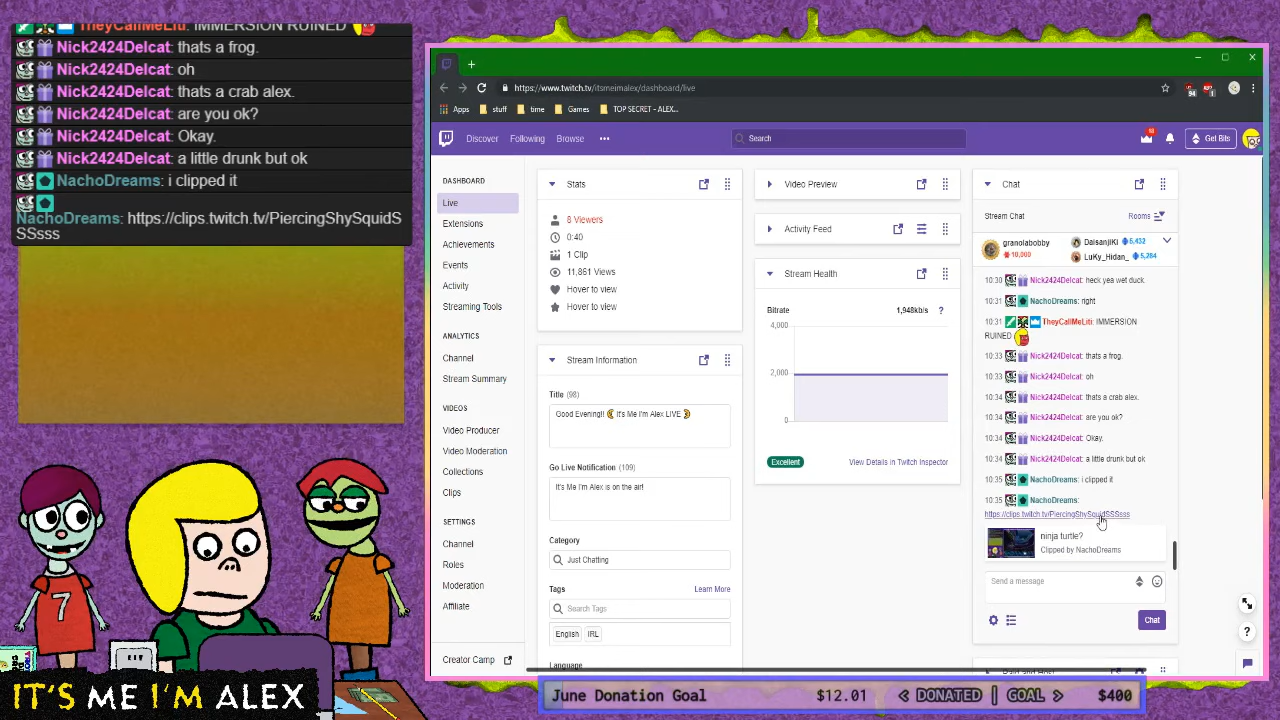 TheyCallMeLiti: IMMERSION RUINED
Nick2424Delcat: thats a frog.
Nick2424Delcat: oh
Nick2424Delcat: thats a crab alex.
Nick2424Delcat: are you ok?
Nick2424Delcat: Okay.
Nick2424Delcat: a little drunk but ok
NachoDreams: i clipped it
NachoDreams: https://clips.twitch.tv/PiercingShySquidS
SSsss
7
IT'S ME I'M ALEX
https://www.twitch.tv/itsmeimalex/dashboard/live
Apps stuff time Games TOP SECRET - ALEX...
Discover Following Browse ••• Search Get Bits
DASHBOARD
Live
Extensions
Achievements
Events
Activity
Streaming Tools
ANALYTICS
Channel
Stream Summary
VIDEOS
Video Producer
Video Moderation
Collections
Clips
SETTINGS
Channel
Roles
Moderation
Affiliate
Creator Camp
Stats
8 Viewers
0:40
1 Clip
11,861 Views
Hover to view
Hover to view
Stream Information
Title (98)
Good Evening!! It's Me I'm Alex LIVE
Go Live Notification (109)
It's Me I'm Alex is on the air!
Category
Just Chatting
Tags Learn More
Search Tags
English IRL
Language
Video Preview
Activity Feed
Stream Health
Bitrate 1,948kb/s ?
4,000
2,000
0
Excellent View Details in Twitch Inspector
Chat
Stream Chat Rooms
granolabobby
10,000
DaisanjiKi 5,432
LuKy_Hidan_ 5,284
10:30 Nick2424Delcat: heck yea wet duck.
10:31 NachoDreams: right
10:31 TheyCallMeLiti: IMMERSION
RUINED
10:33 Nick2424Delcat: thats a frog.
10:33 Nick2424Delcat: oh
10:34 Nick2424Delcat: thats a crab alex.
10:34 Nick2424Delcat: are you ok?
10:34 Nick2424Delcat: Okay.
10:34 Nick2424Delcat: a little drunk but ok
10:35 NachoDreams: i clipped it
10:35 NachoDreams:
https://clips.twitch.tv/PiercingShySquidSSSsss
ninja turtle?
Clipped by NachoDreams
Send a message
Chat
Raid and Host
?
June Donation Goal $12.01 < DONATED | GOAL > $400